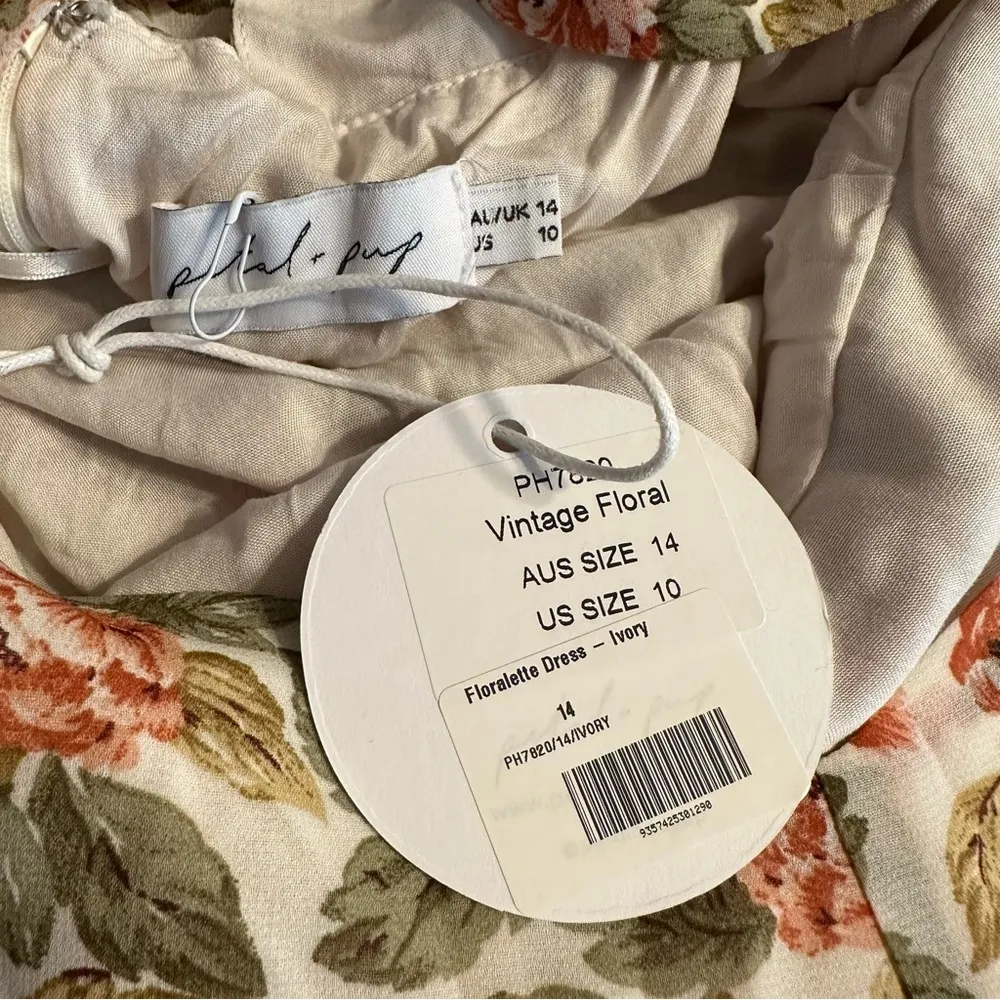 petal + pup
AU/UK 14
US 10
PH7820
Vintage Floral
AUS SIZE 14
US SIZE 10
Floralette Dress – Ivory
14
PH7820/14/IVORY
9357425301290